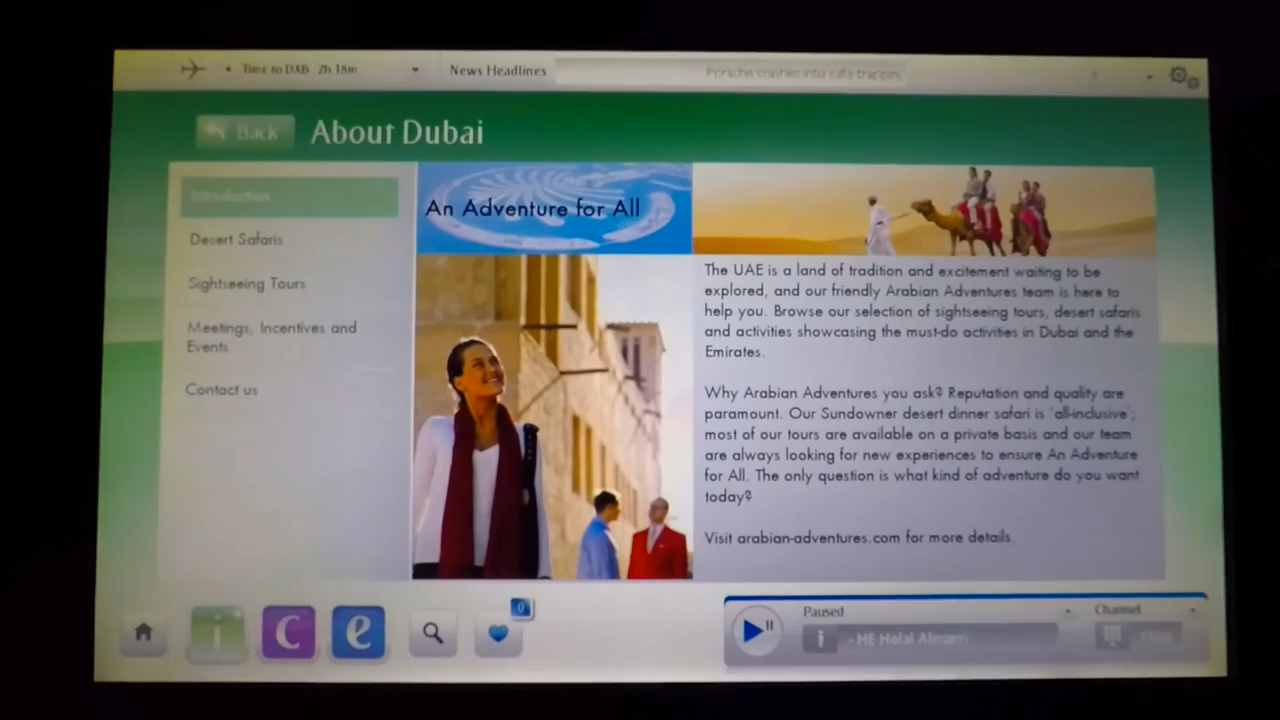 Time to DXB 2h 18m
News Headlines
Porsche crashes into cafe trapping
Back
About Dubai
Introduction
Desert Safaris
Sightseeing Tours
Meetings, Incentives and
Events
Contact us
An Adventure for All
The UAE is a land of tradition and excitement waiting to be
explored, and our friendly Arabian Adventures team is here to
help you. Browse our selection of sightseeing tours, desert safaris
and activities showcasing the must-do activities in Dubai and the
Emirates.
Why Arabian Adventures you ask? Reputation and quality are
paramount. Our Sundowner desert dinner safari is 'all-inclusive';
most of our tours are available on a private basis and our team
are always looking for new experiences to ensure An Adventure
for All. The only question is what kind of adventure do you want
today?
Visit arabian-adventures.com for more details.
i
C
e
0
Paused
i - HE Helal Almarri
Channel